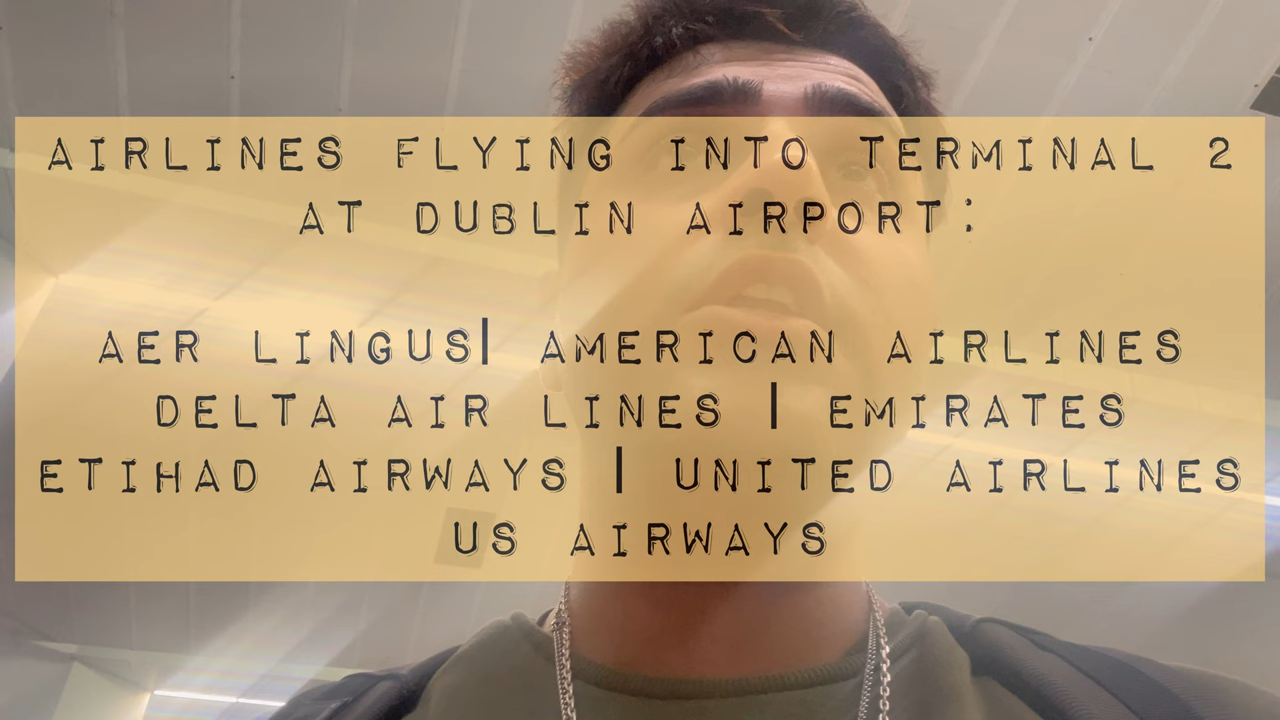 AIRLINES FLYING INTO TERMINAL 2
AT DUBLIN AIRPORT:
AER LINGUS| AMERICAN AIRLINES
DELTA AIR LINES | EMIRATES
ETIHAD AIRWAYS | UNITED AIRLINES
US AIRWAYS